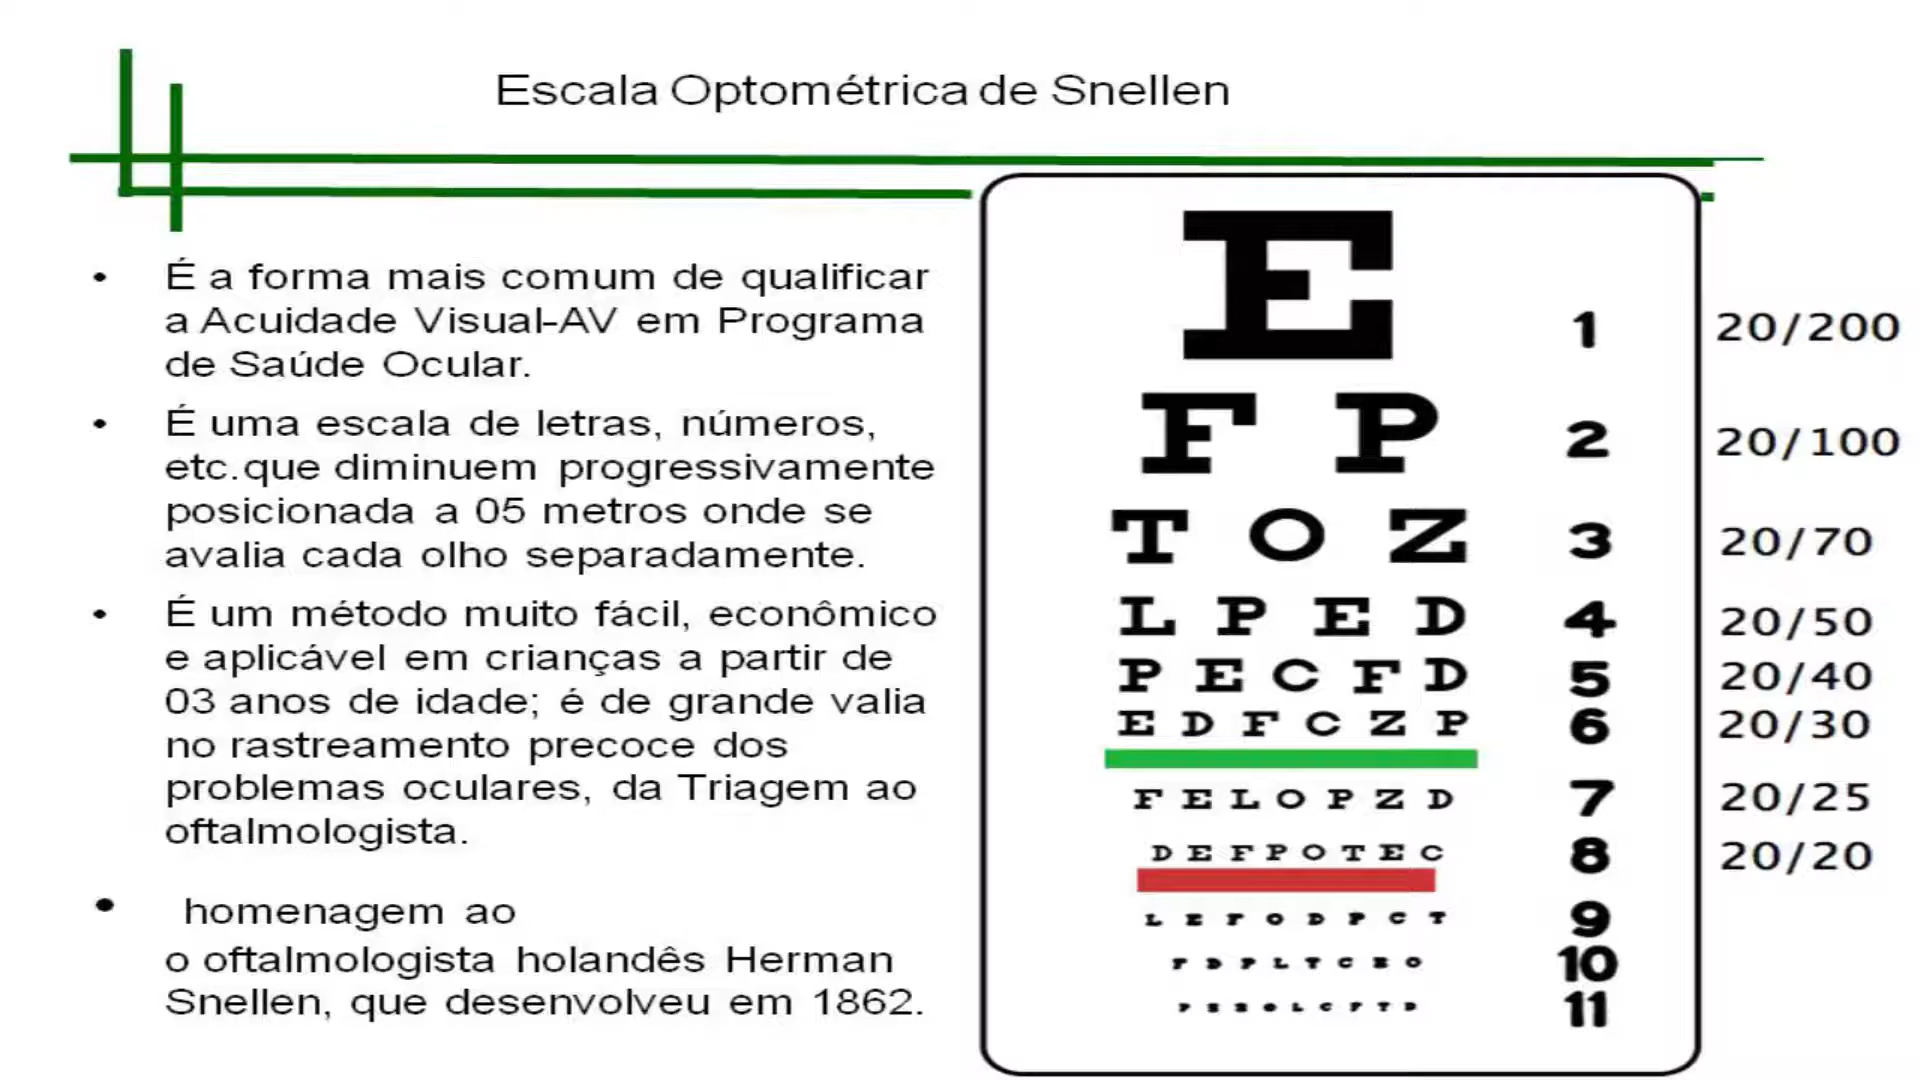 Escala Optométrica de Snellen
• É a forma mais comum de qualificar
a Acuidade Visual-AV em Programa
de Saúde Ocular.
• É uma escala de letras, números,
etc.que diminuem progressivamente
posicionada a 05 metros onde se
avalia cada olho separadamente.
• É um método muito fácil, econômico
e aplicável em crianças a partir de
03 anos de idade; é de grande valia
no rastreamento precoce dos
problemas oculares, da Triagem ao
oftalmologista.
• homenagem ao
o oftalmologista holandês Herman
Snellen, que desenvolveu em 1862.
E 1 20/200
F P 2 20/100
T O Z 3 20/70
L P E D 4 20/50
P E C F D 5 20/40
E D F C Z P 6 20/30
F E L O P Z D 7 20/25
D E F P O T E C 8 20/20
L E F O D P C T 9
10
11